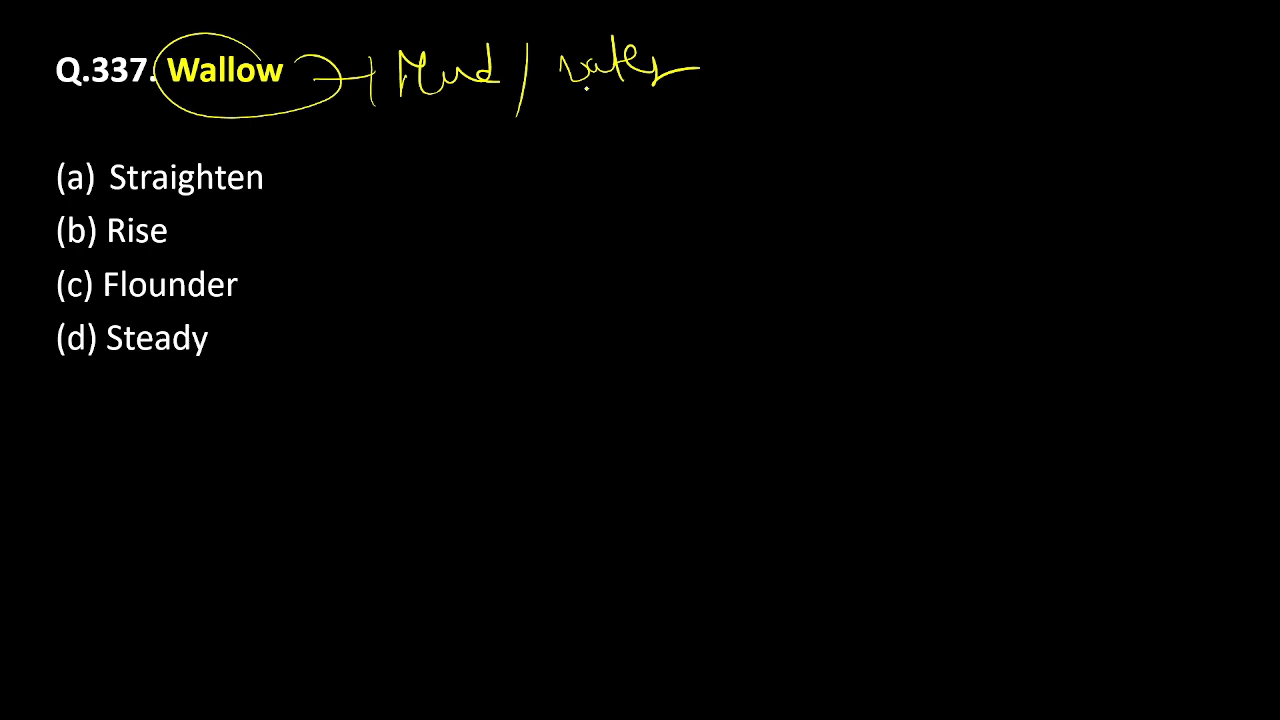 Q.337. Wallow → Mud / water
(a) Straighten
(b) Rise
(c) Flounder
(d) Steady